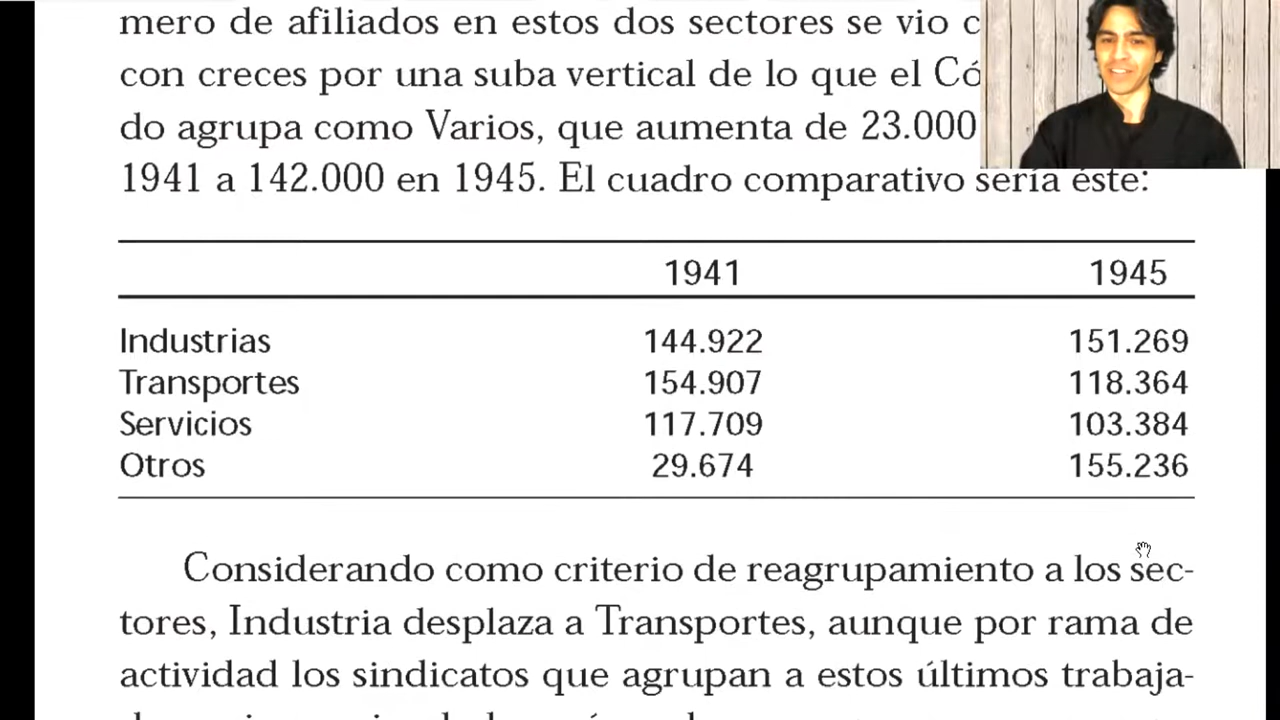 mero de afiliados en estos dos sectores se vio
con creces por una suba vertical de lo que el
do agrupa como Varios, que aumenta de 23.000
1941 a 142.000 en 1945. El cuadro comparativo sería éste:
1941 1945
Industrias 144.922 151.269
Transportes 154.907 118.364
Servicios 117.709 103.384
Otros 29.674 155.236
Considerando como criterio de reagrupamiento a los sec-
tores, Industria desplaza a Transportes, aunque por rama de
actividad los sindicatos que agrupan a estos últimos trabaja-